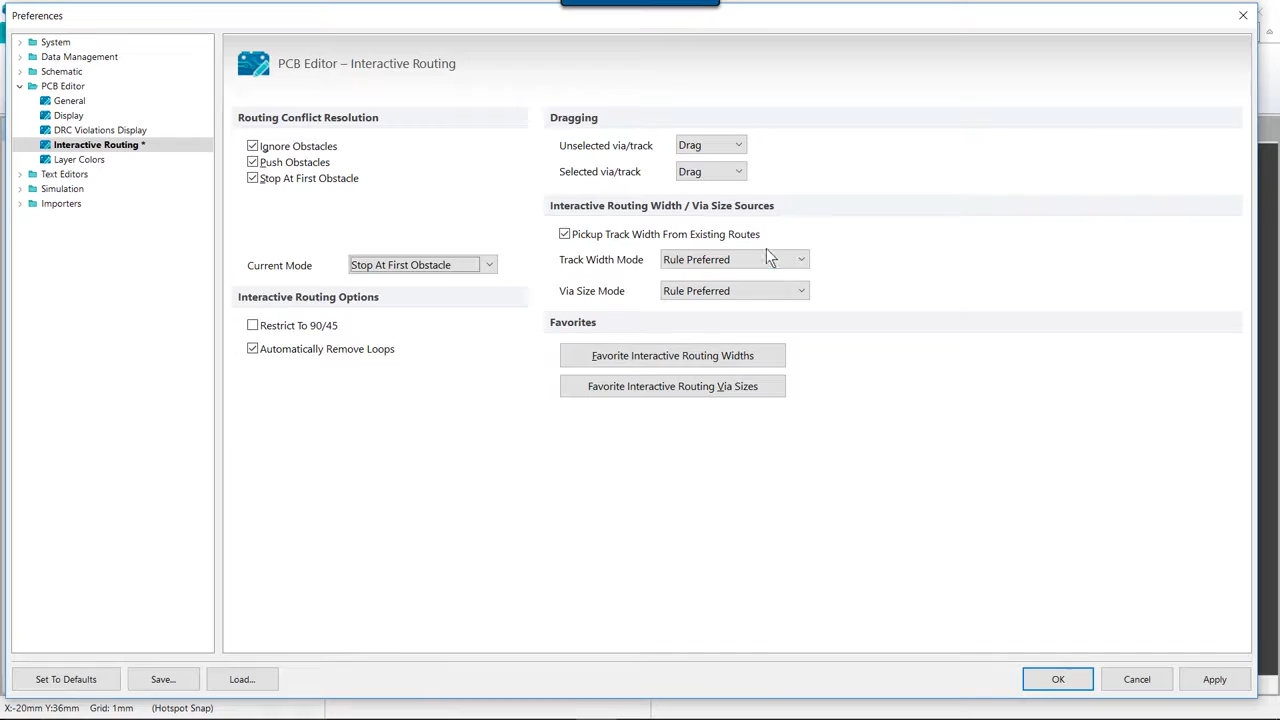 Preferences
System
Data Management
Schematic
PCB Editor
General
Display
DRC Violations Display
Interactive Routing *
Layer Colors
Text Editors
Simulation
Importers
PCB Editor – Interactive Routing
Routing Conflict Resolution
Ignore Obstacles
Push Obstacles
Stop At First Obstacle
Current Mode Stop At First Obstacle
Interactive Routing Options
Restrict To 90/45
Automatically Remove Loops
Dragging
Unselected via/track Drag
Selected via/track Drag
Interactive Routing Width / Via Size Sources
Pickup Track Width From Existing Routes
Track Width Mode Rule Preferred
Via Size Mode Rule Preferred
Favorites
Favorite Interactive Routing Widths
Favorite Interactive Routing Via Sizes
Set To Defaults Save... Load... OK Cancel Apply
X:-20mm Y:36mm Grid: 1mm (Hotspot Snap)